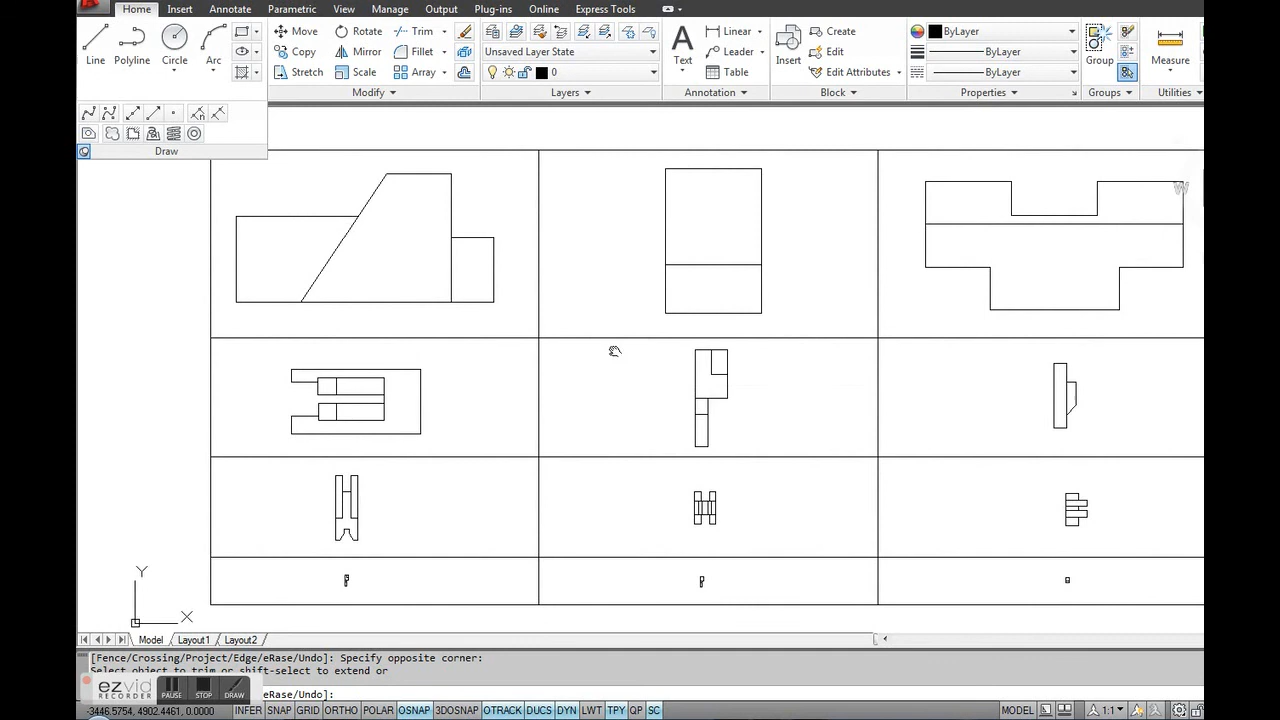 Home Insert Annotate Parametric View Manage Output Plug-ins Online Express Tools
Line Polyline Circle Arc
Move Rotate Trim
Copy Mirror Fillet
Stretch Scale Array
Modify
Unsaved Layer State
0
Layers
Text
Linear
Leader
Table
Annotation
Insert
Create
Edit
Edit Attributes
Block
ByLayer
ByLayer
ByLayer
Properties
Group
Groups
Measure
Utilities
Draw
W
Y
X
Model Layout1 Layout2
[Fence/Crossing/Project/Edge/eRase/Undo]: Specify opposite corner:
Select object to trim or shift-select to extend or
eRase/Undo]:
ezvid
RECORDER
PAUSE STOP DRAW
-3446.5754, 4902.4461, 0.0000 INFER SNAP GRID ORTHO POLAR OSNAP 3DOSNAP OTRACK DUCS DYN LWT TPY QP SC MODEL 1:1